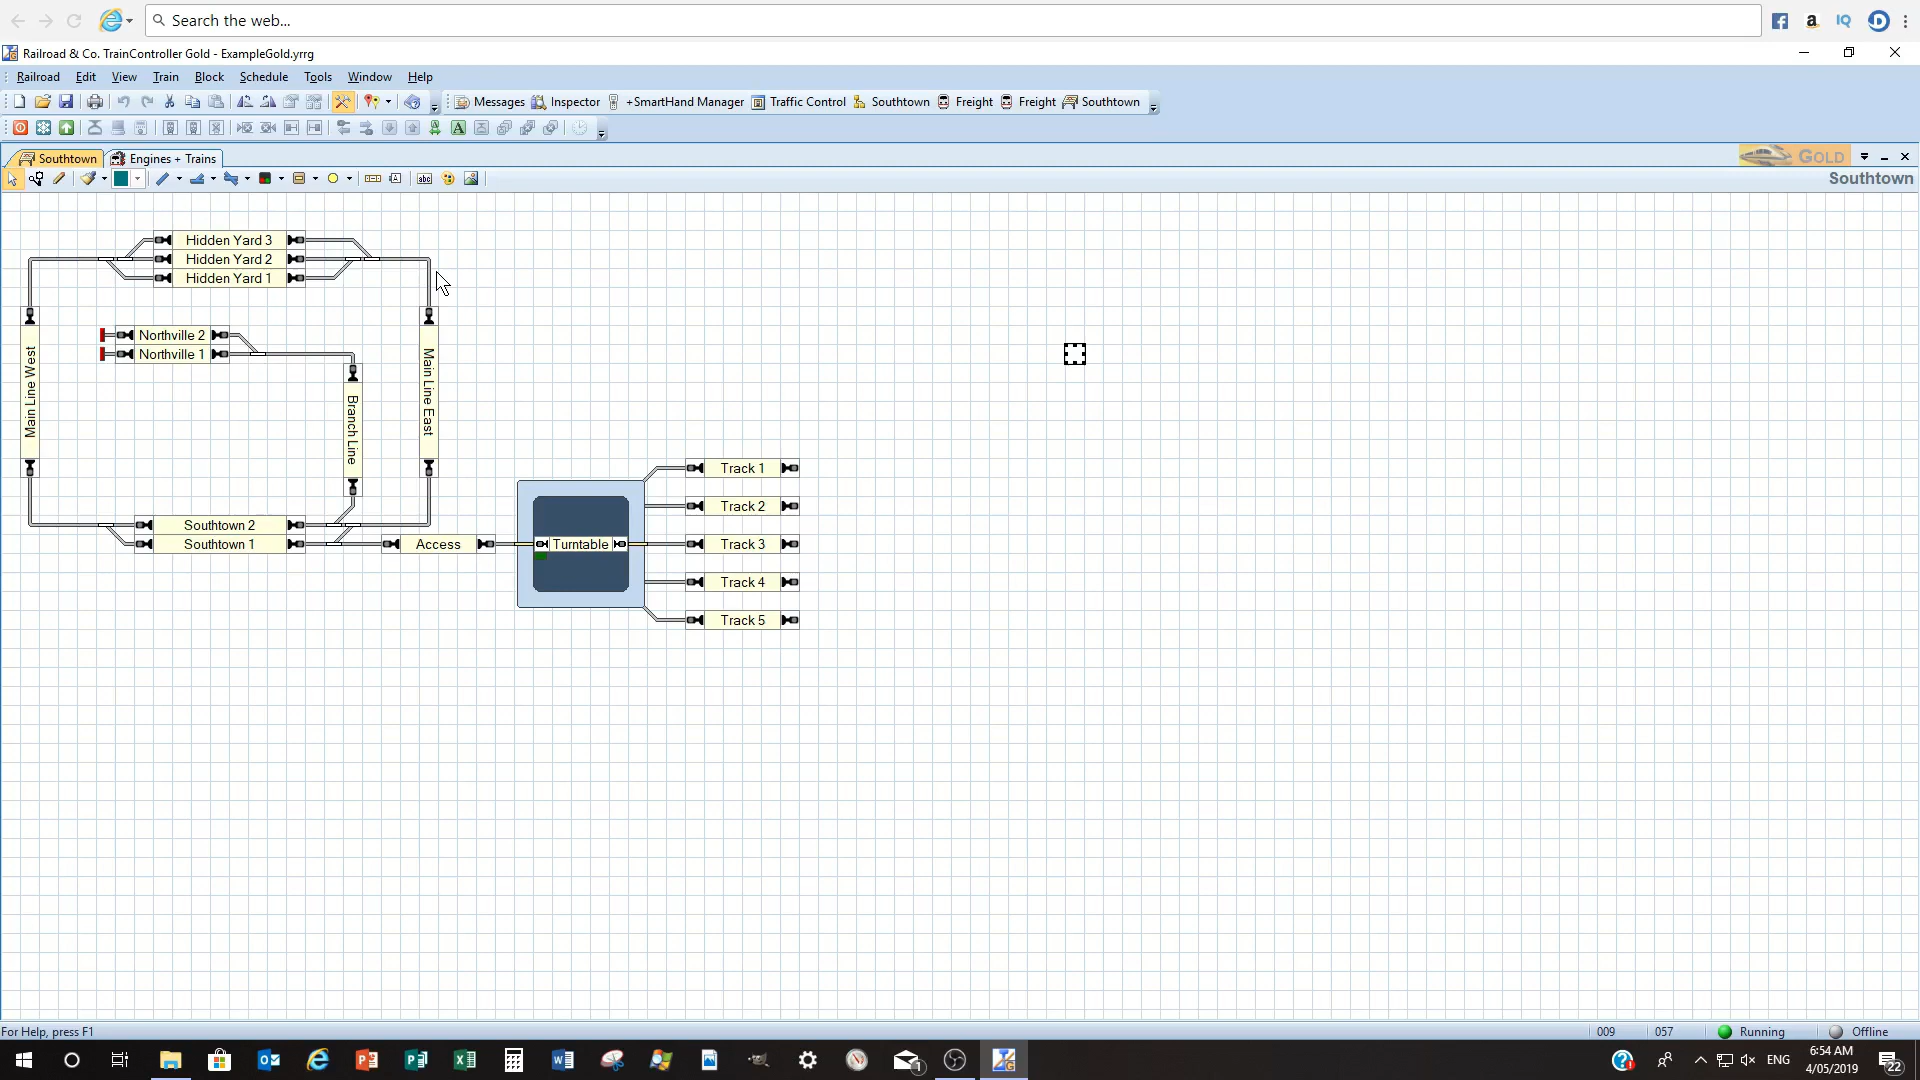 Search the web...
IQ
Railroad & Co. TrainController Gold - ExampleGold.yrrg
Railroad Edit View Train Block Schedule Tools Window Help
Messages Inspector +SmartHand Manager Traffic Control Southtown Freight Freight Southtown
Southtown Engines + Trains GOLD
abc Southtown
Hidden Yard 3
Hidden Yard 2
Hidden Yard 1
Northville 2
Northville 1
Main Line West
Branch Line
Main Line East
Southtown 2
Southtown 1
Access
Turntable
Track 1
Track 2
Track 3
Track 4
Track 5
For Help, press F1 009 057 Running Offline
ENG 6:54 AM
4/05/2019
22
1